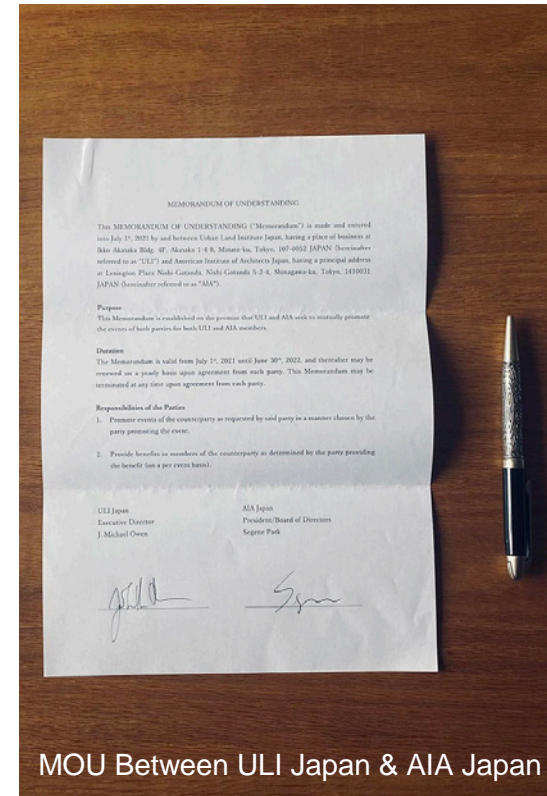 MEMORANDUM OF UNDERSTANDING
This MEMORANDUM OF UNDERSTANDING ("Memorandum") is made and entered
into July 1st, 2021 by and between Urban Land Institute Japan, having a place of business at
Ikko Akasaka Bldg. 4F, Akasaka 1-4-8, Minato-ku, Tokyo, 107-0052 JAPAN (hereinafter
referred to as "ULI") and American Institute of Architects Japan, having a principal address
at Lexington Plaza Nishi-Gotanda, Nishi-Gotanda 5-2-4, Shinagawa-ku, Tokyo, 1410031
JAPAN (hereinafter referred to as "AIA").
Purpose
This Memorandum is established on the premise that ULI and AIA seek to mutually promote
the events of both parties for both ULI and AIA members.
Duration
The Memorandum is valid from July 1st, 2021 until June 30th, 2022, and thereafter may be
renewed on a yearly basis upon agreement from each party. This Memorandum may be
terminated at any time upon agreement from each party.
Responsibilities of the Parties
1. Promote events of the counterparty as requested by said party in a manner chosen by the
party promoting the event.
2. Provide benefits to members of the counterparty as determined by the party providing
the benefit (on a per event basis).
ULI Japan
Executive Director
J. Michael Owen
AIA Japan
President/Board of Directors
Segene Park
MOU Between ULI Japan & AIA Japan